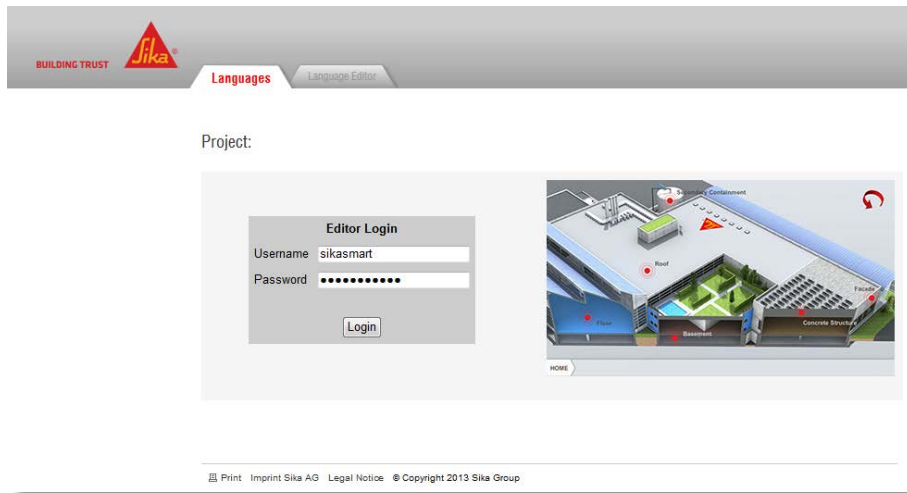 BUILDING TRUST
Sika®
Languages
Language Editor
Project:
Editor Login
Username sikasmart
Password ●●●●●●●●●●●
Login
Secondary Containment
Roof
Facade
Floor
Basement
Concrete Structure
HOME
Print Imprint Sika AG Legal Notice © Copyright 2013 Sika Group